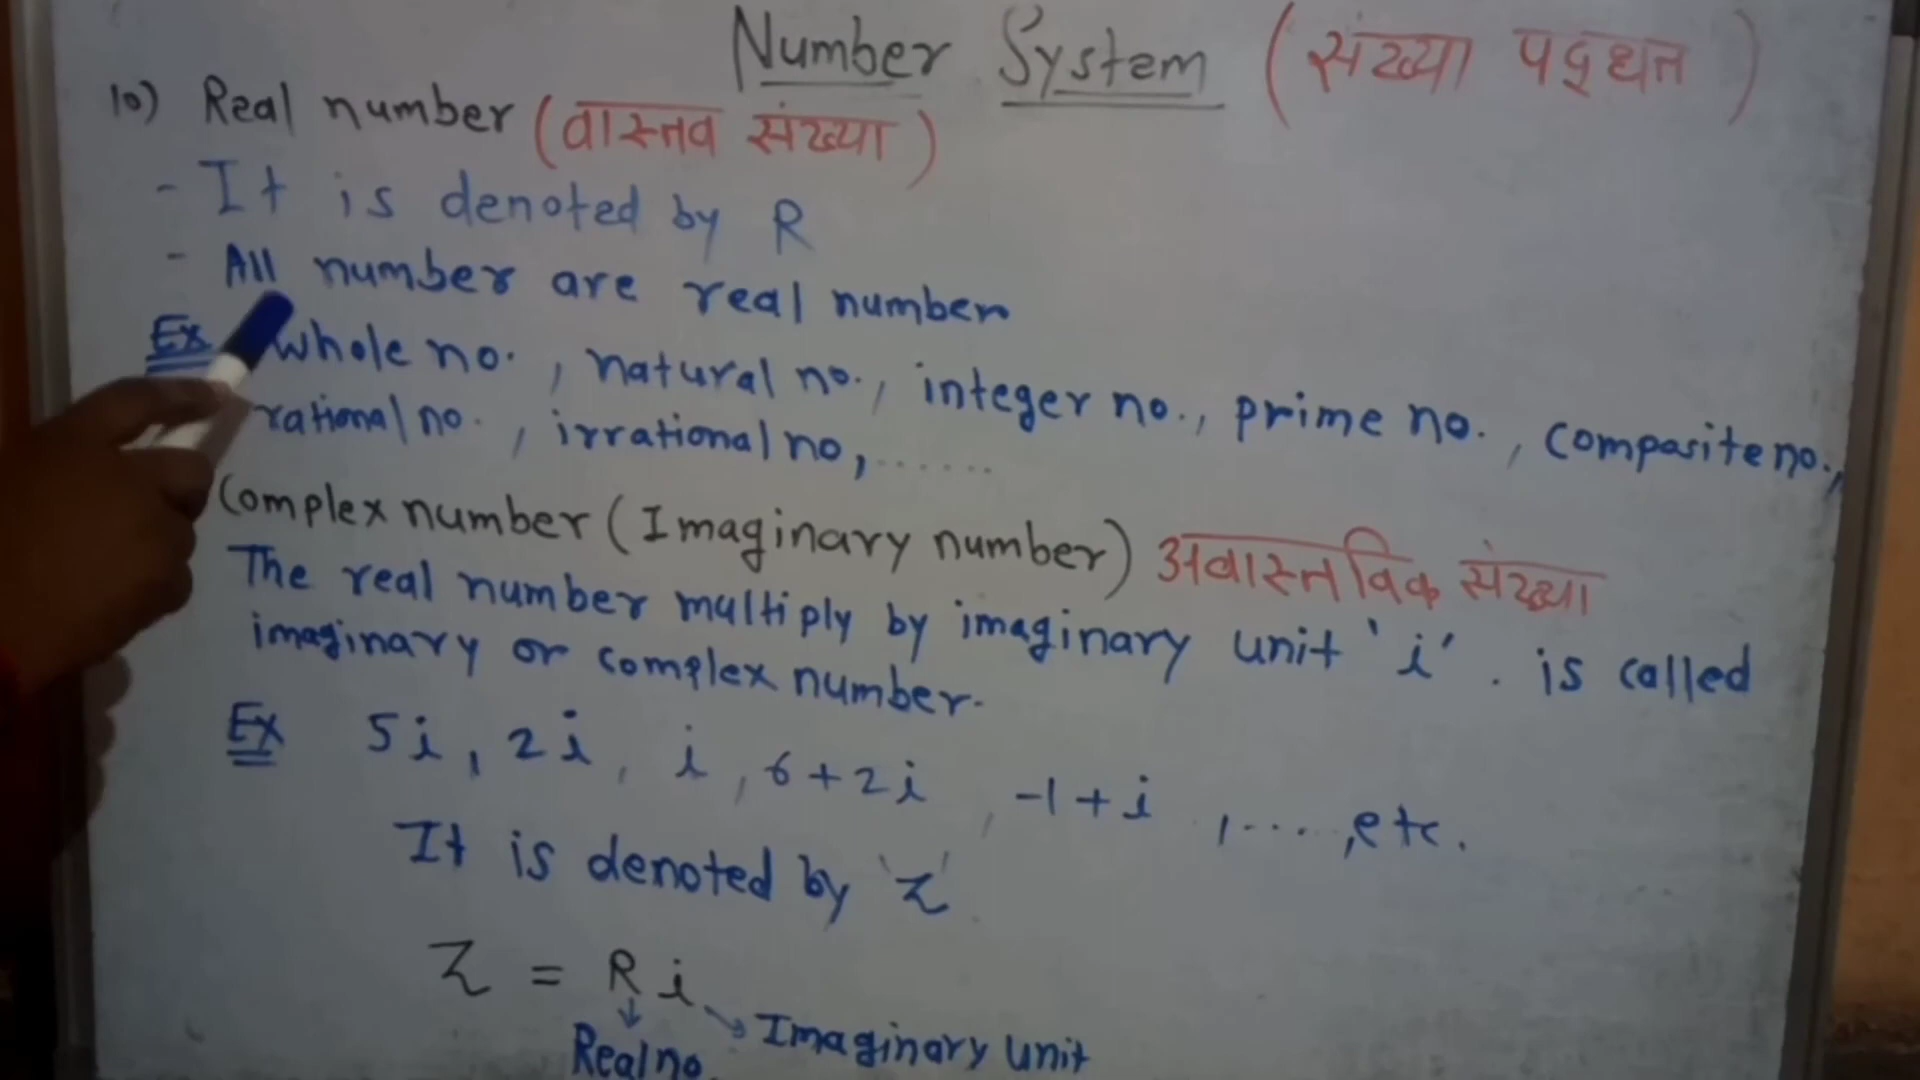 Number System (संख्या पद्धत)
10) Real number (वास्तव संख्या)
- It is denoted by R
- All number are real number
Ex whole no., natural no., integer no., prime no., compasite no.,
rational no., irrational no, ......
Complex number (Imaginary number) अवास्तविक संख्या
The real number multiply by imaginary unit 'i'. is called
imaginary or complex number.
Ex 5i, 2i, i, 6+2i, -1+i, ...., etc.
It is denoted by 'Z'
Z = Ri
Real no. Imaginary unit